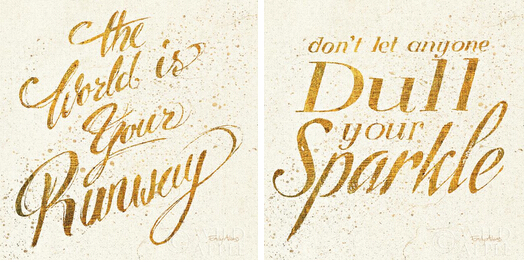 the
World is
Your
Runway
don't let anyone
Dull
your
Sparkle